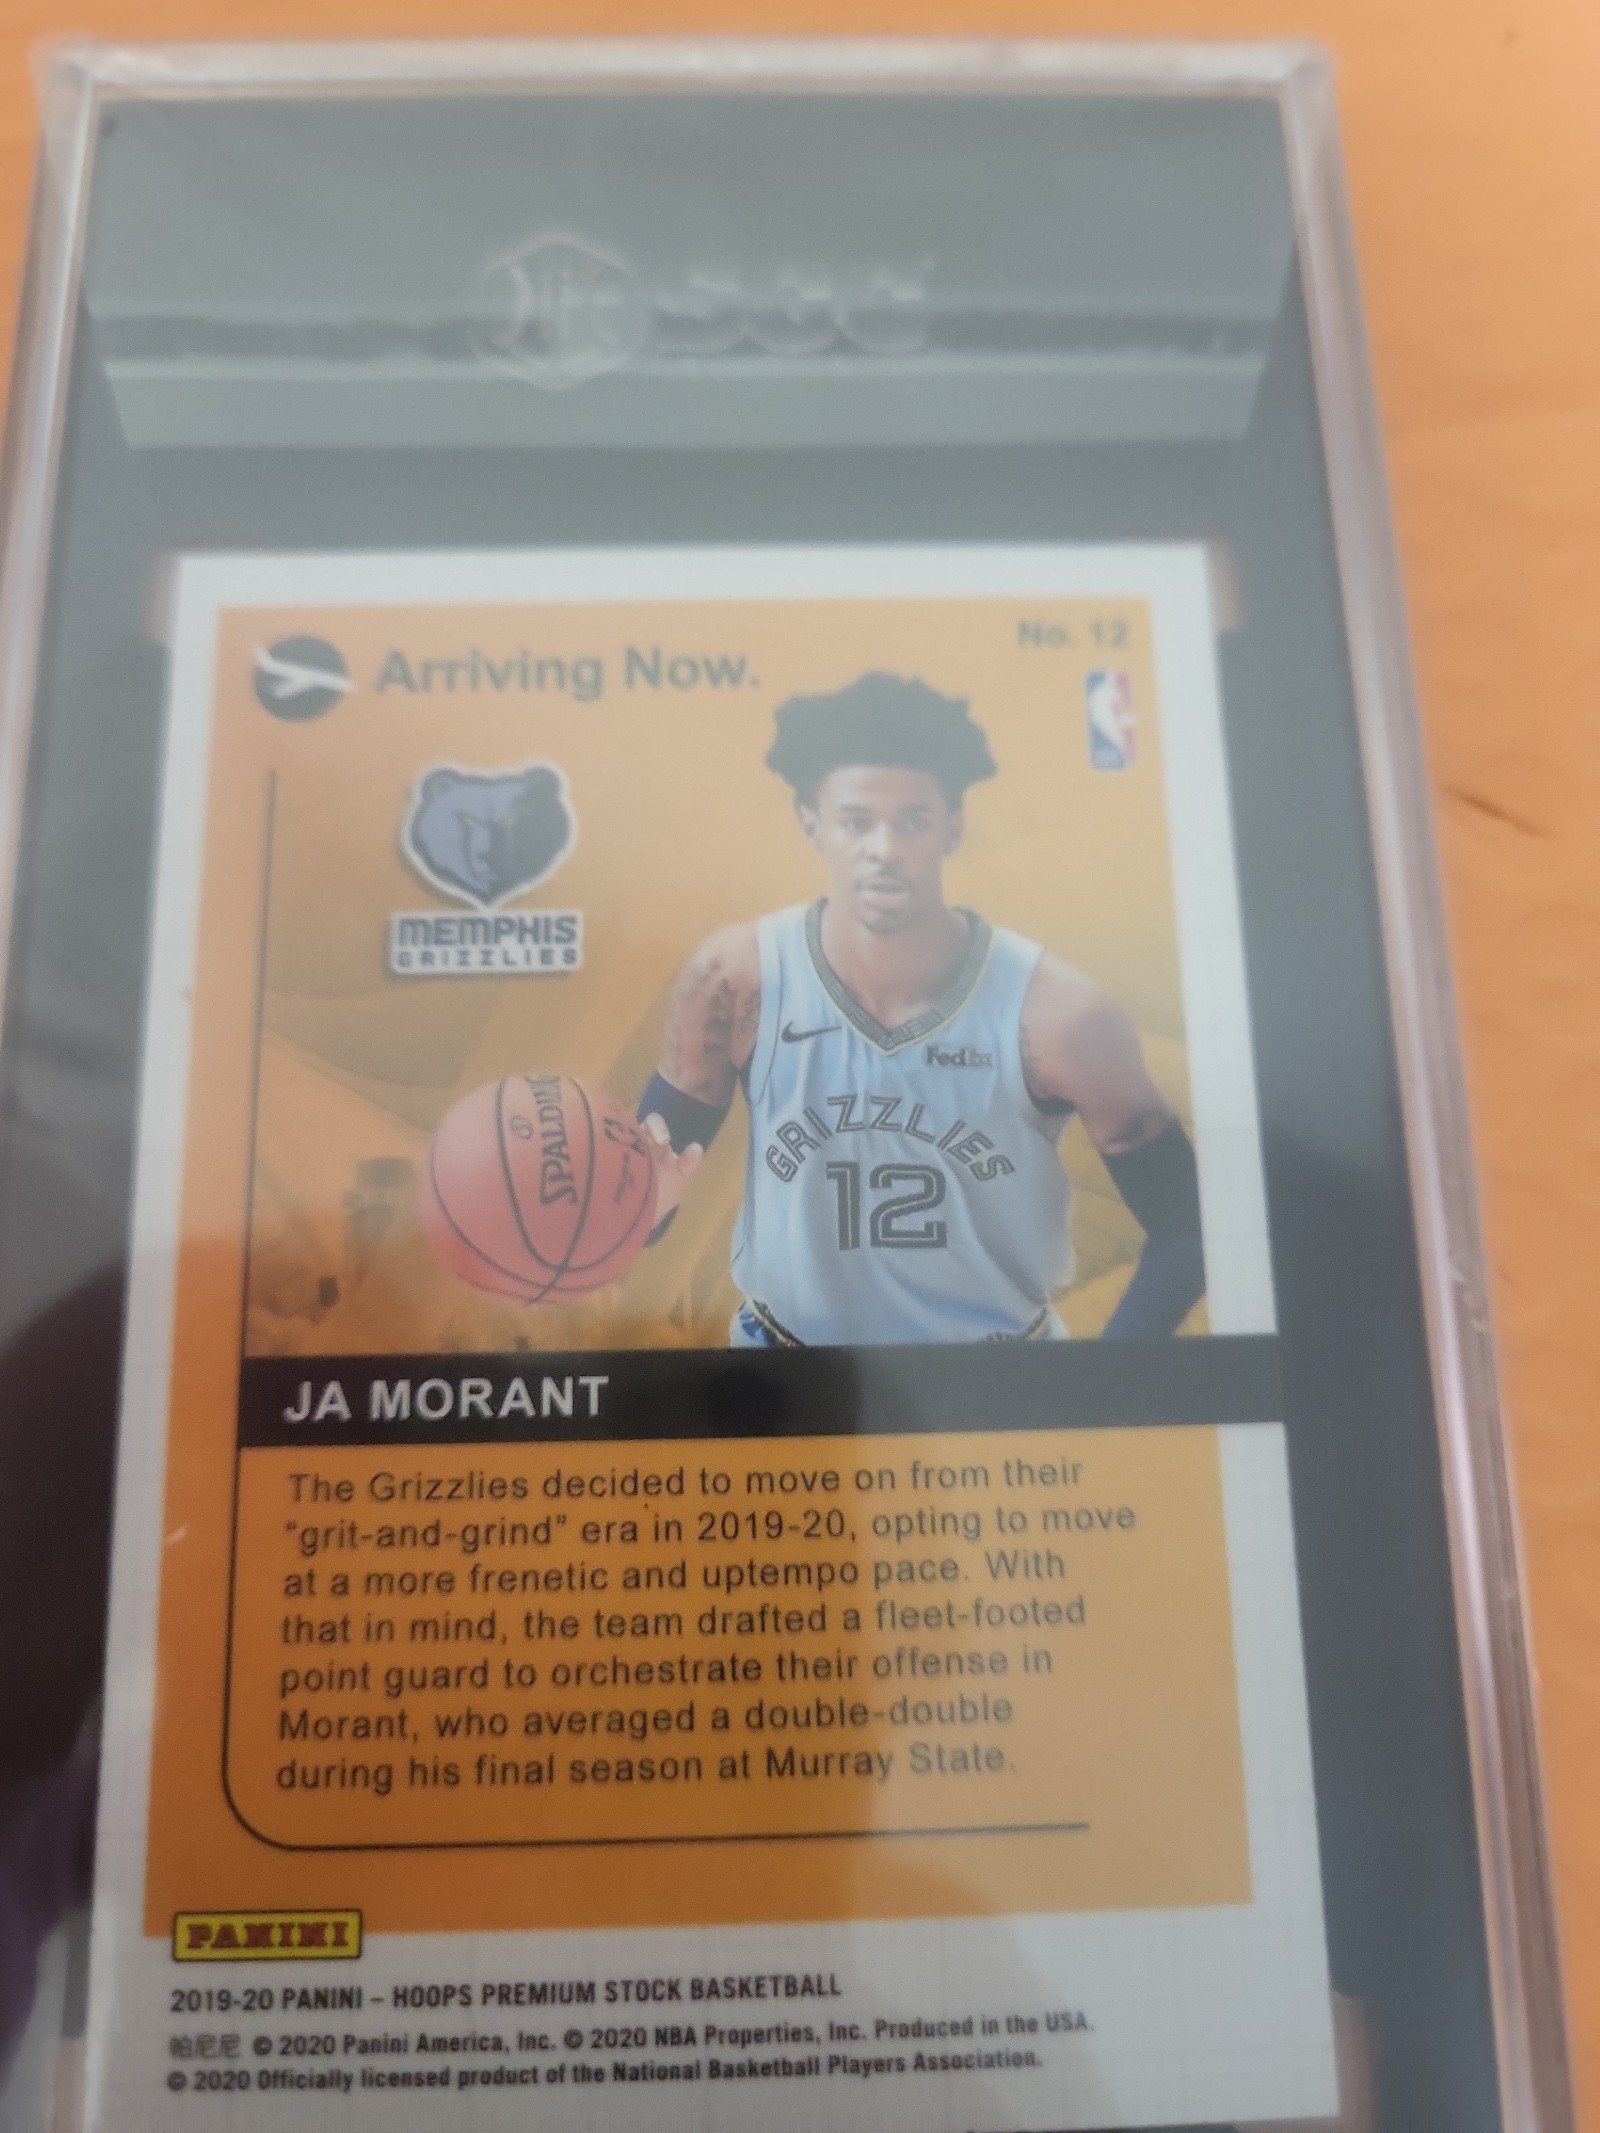 SGC
Arriving Now.
No. 12
MEMPHIS
GRIZZLIES
SPALDING
FedEx
GRIZZLIES
12
JA MORANT
The Grizzlies decided to move on from their
"grit-and-grind" era in 2019-20, opting to move
at a more frenetic and uptempo pace. With
that in mind, the team drafted a fleet-footed
point guard to orchestrate their offense in
Morant, who averaged a double-double
during his final season at Murray State.
PANINI
2019-20 PANINI – HOOPS PREMIUM STOCK BASKETBALL
帕尼尼 © 2020 Panini America, Inc. © 2020 NBA Properties, Inc. Produced in the USA.
© 2020 Officially licensed product of the National Basketball Players Association.